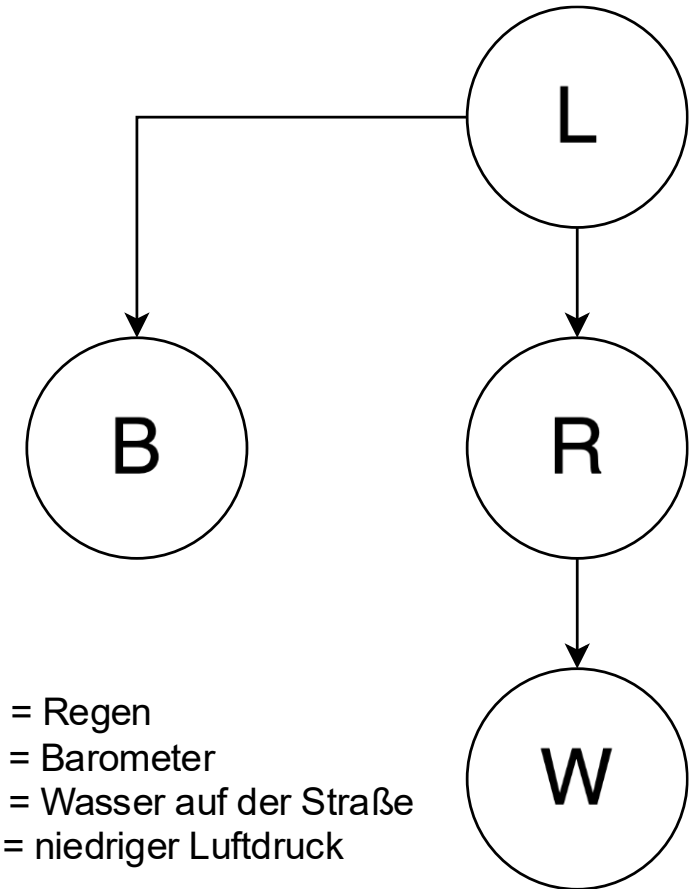 L
B
R
W
= Regen
= Barometer
= Wasser auf der Straße
= niedriger Luftdruck